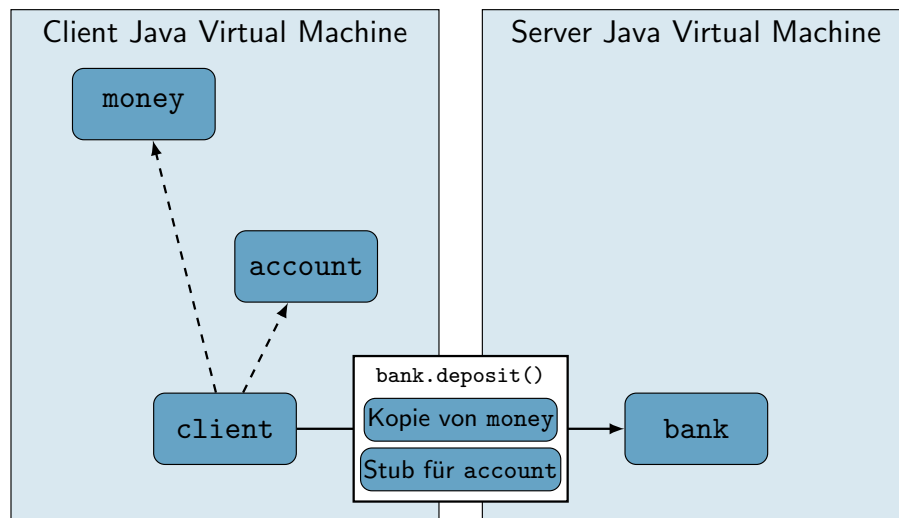 Client Java Virtual Machine
Server Java Virtual Machine
money
account
bank.deposit()
client
Kopie von money
bank
Stub für account